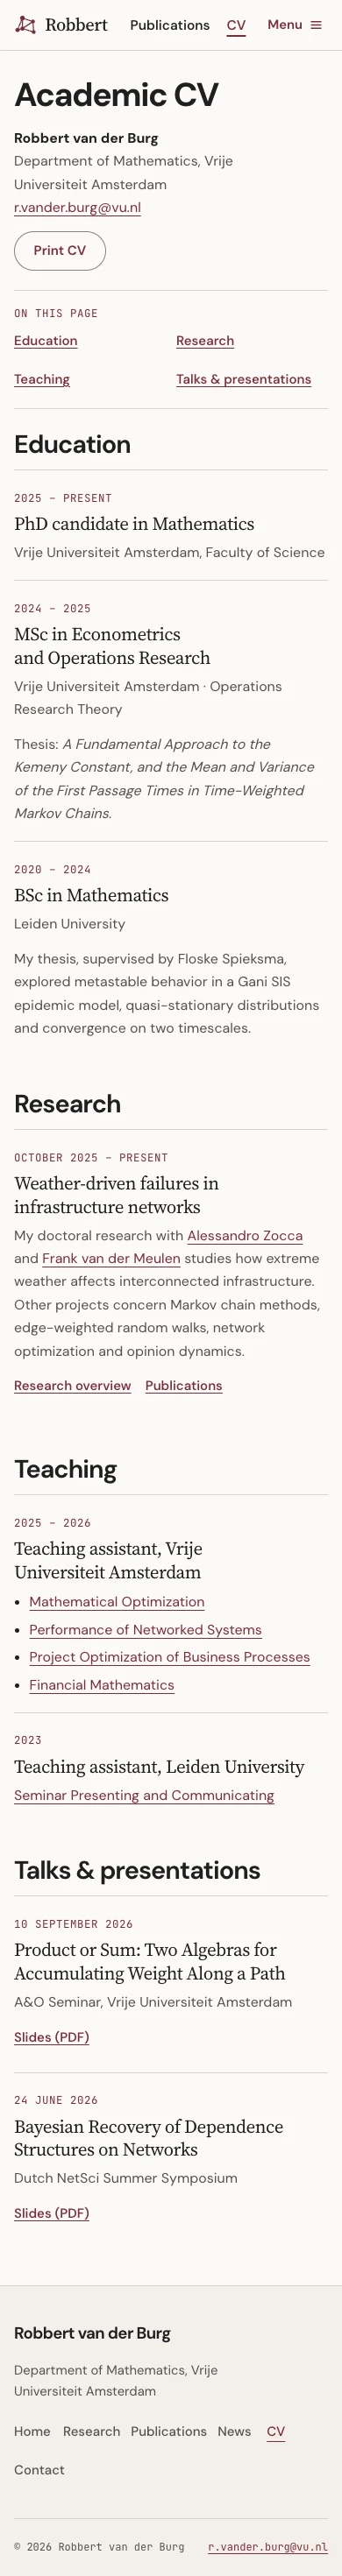 Robbert Publications CV Menu
Academic CV
Robbert van der Burg
Department of Mathematics, Vrije
Universiteit Amsterdam
r.vander.burg@vu.nl
Print CV
ON THIS PAGE
Education Research
Teaching Talks & presentations
Education
2025 – PRESENT
PhD candidate in Mathematics
Vrije Universiteit Amsterdam, Faculty of Science
2024 – 2025
MSc in Econometrics
and Operations Research
Vrije Universiteit Amsterdam · Operations
Research Theory
Thesis: A Fundamental Approach to the
Kemeny Constant, and the Mean and Variance
of the First Passage Times in Time-Weighted
Markov Chains.
2020 – 2024
BSc in Mathematics
Leiden University
My thesis, supervised by Floske Spieksma,
explored metastable behavior in a Gani SIS
epidemic model, quasi-stationary distributions
and convergence on two timescales.
Research
OCTOBER 2025 – PRESENT
Weather-driven failures in
infrastructure networks
My doctoral research with Alessandro Zocca
and Frank van der Meulen studies how extreme
weather affects interconnected infrastructure.
Other projects concern Markov chain methods,
edge-weighted random walks, network
optimization and opinion dynamics.
Research overview Publications
Teaching
2025 – 2026
Teaching assistant, Vrije
Universiteit Amsterdam
• Mathematical Optimization
• Performance of Networked Systems
• Project Optimization of Business Processes
• Financial Mathematics
2023
Teaching assistant, Leiden University
Seminar Presenting and Communicating
Talks & presentations
10 SEPTEMBER 2026
Product or Sum: Two Algebras for
Accumulating Weight Along a Path
A&O Seminar, Vrije Universiteit Amsterdam
Slides (PDF)
24 JUNE 2026
Bayesian Recovery of Dependence
Structures on Networks
Dutch NetSci Summer Symposium
Slides (PDF)
Robbert van der Burg
Department of Mathematics, Vrije
Universiteit Amsterdam
Home Research Publications News CV
Contact
© 2026 Robbert van der Burg r.vander.burg@vu.nl